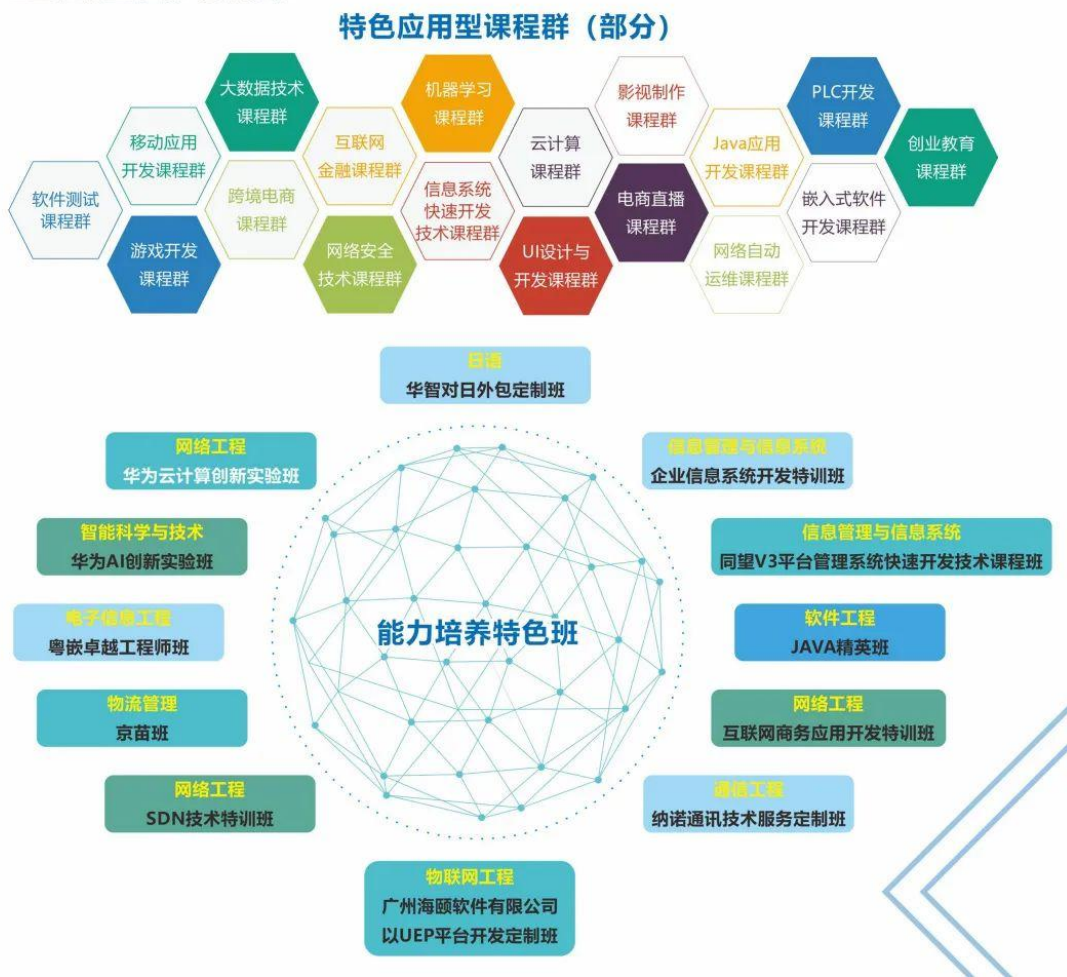 特色应用型课程群（部分）
大数据技术
课程群
机器学习
课程群
影视制作
课程群
PLC开发
课程群
移动应用
开发课程群
互联网
金融课程群
云计算
课程群
Java应用
开发课程群
创业教育
课程群
软件测试
课程群
跨境电商
课程群
信息系统
快速开发
技术课程群
电商直播
课程群
嵌入式软件
开发课程群
游戏开发
课程群
网络安全
技术课程群
UI设计与
开发课程群
网络自动
运维课程群
日语
华智对日外包定制班
网络工程
华为云计算创新实验班
信息管理与信息系统
企业信息系统开发特训班
智能科学与技术
华为AI创新实验班
信息管理与信息系统
同望V3平台管理系统快速开发技术课程班
电子信息工程
粤嵌卓越工程师班
能力培养特色班
软件工程
JAVA精英班
物流管理
京苗班
网络工程
互联网商务应用开发特训班
网络工程
SDN技术特训班
通信工程
纳诺通讯技术服务定制班
物联网工程
广州海颐软件有限公司
以UEP平台开发定制班